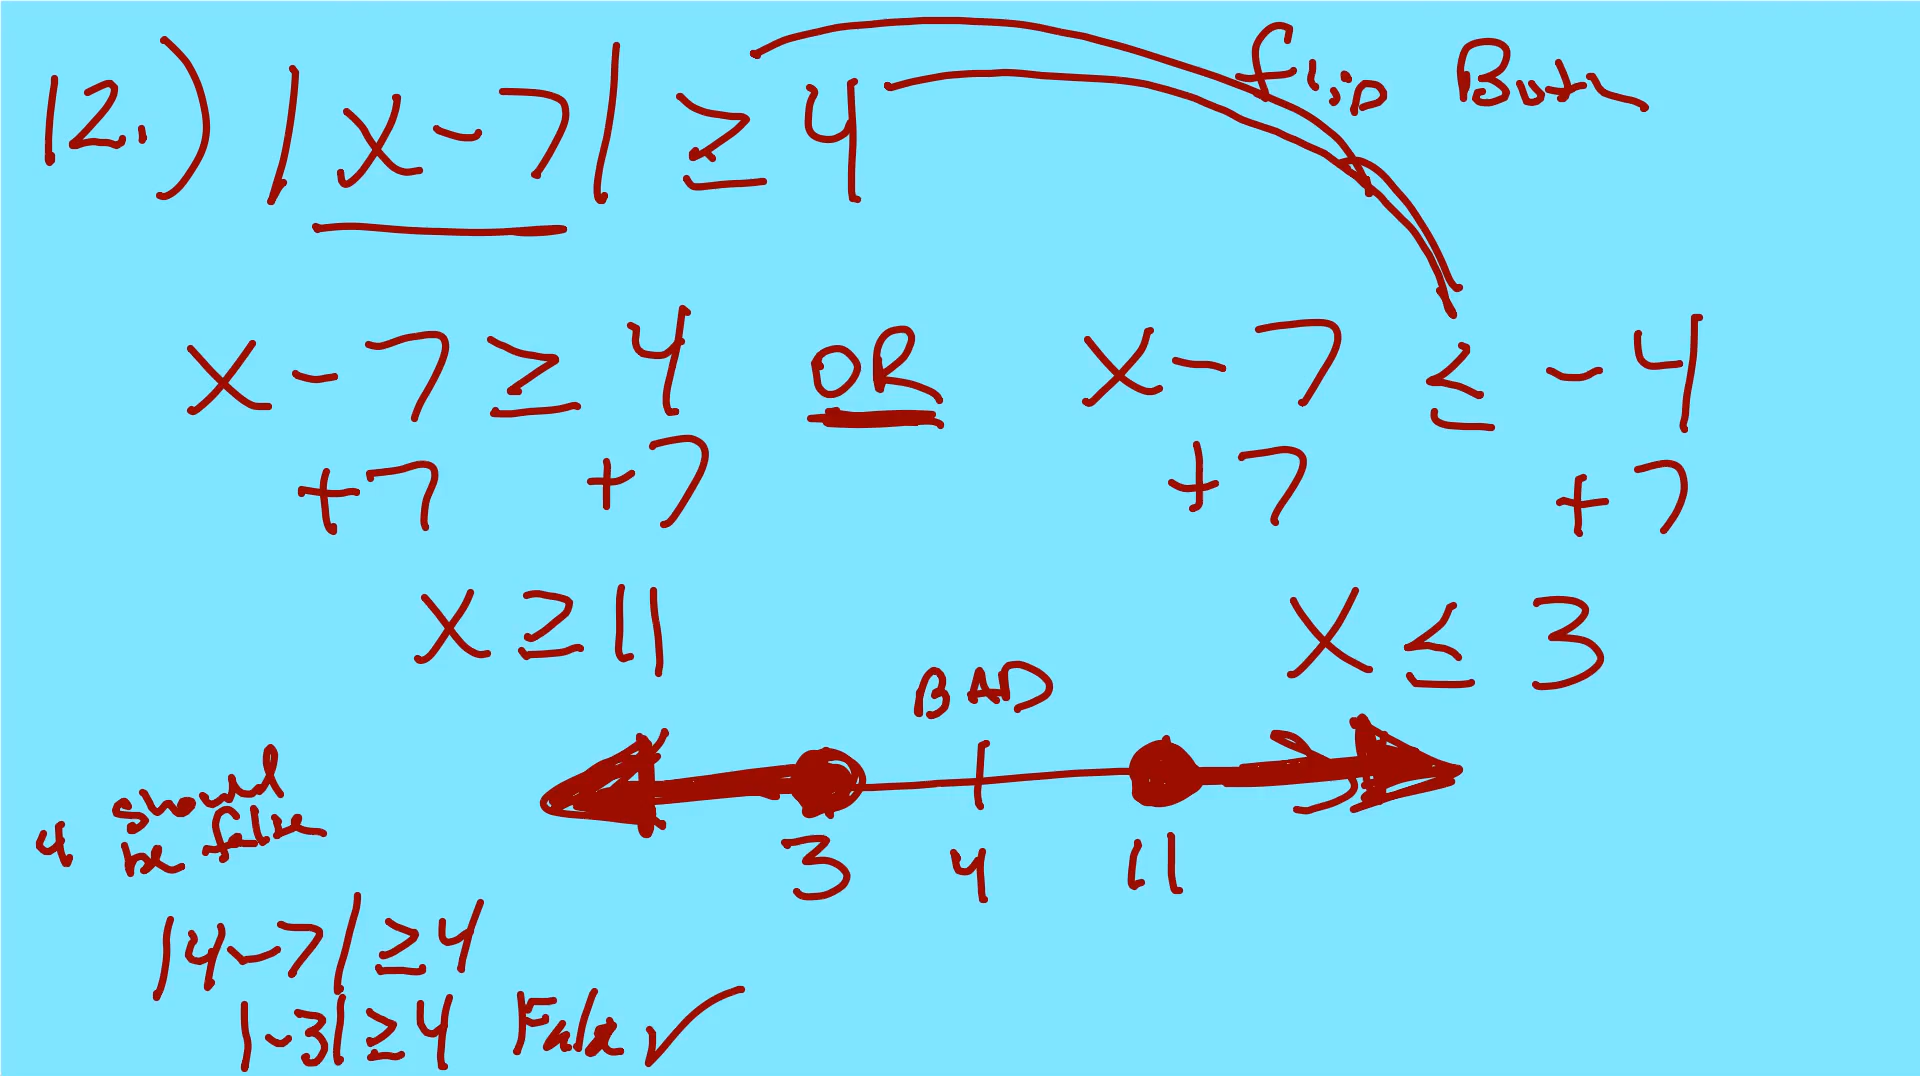 12.) |x-7| ≥ 4 flip Both
x-7 ≥ 4 OR x-7 ≤ -4
+7 +7 +7 +7
x ≥ 11 x ≤ 3
BAD
3 4 11
4 should
be false
|4-7| ≥ 4
|-3| ≥ 4 False ✓